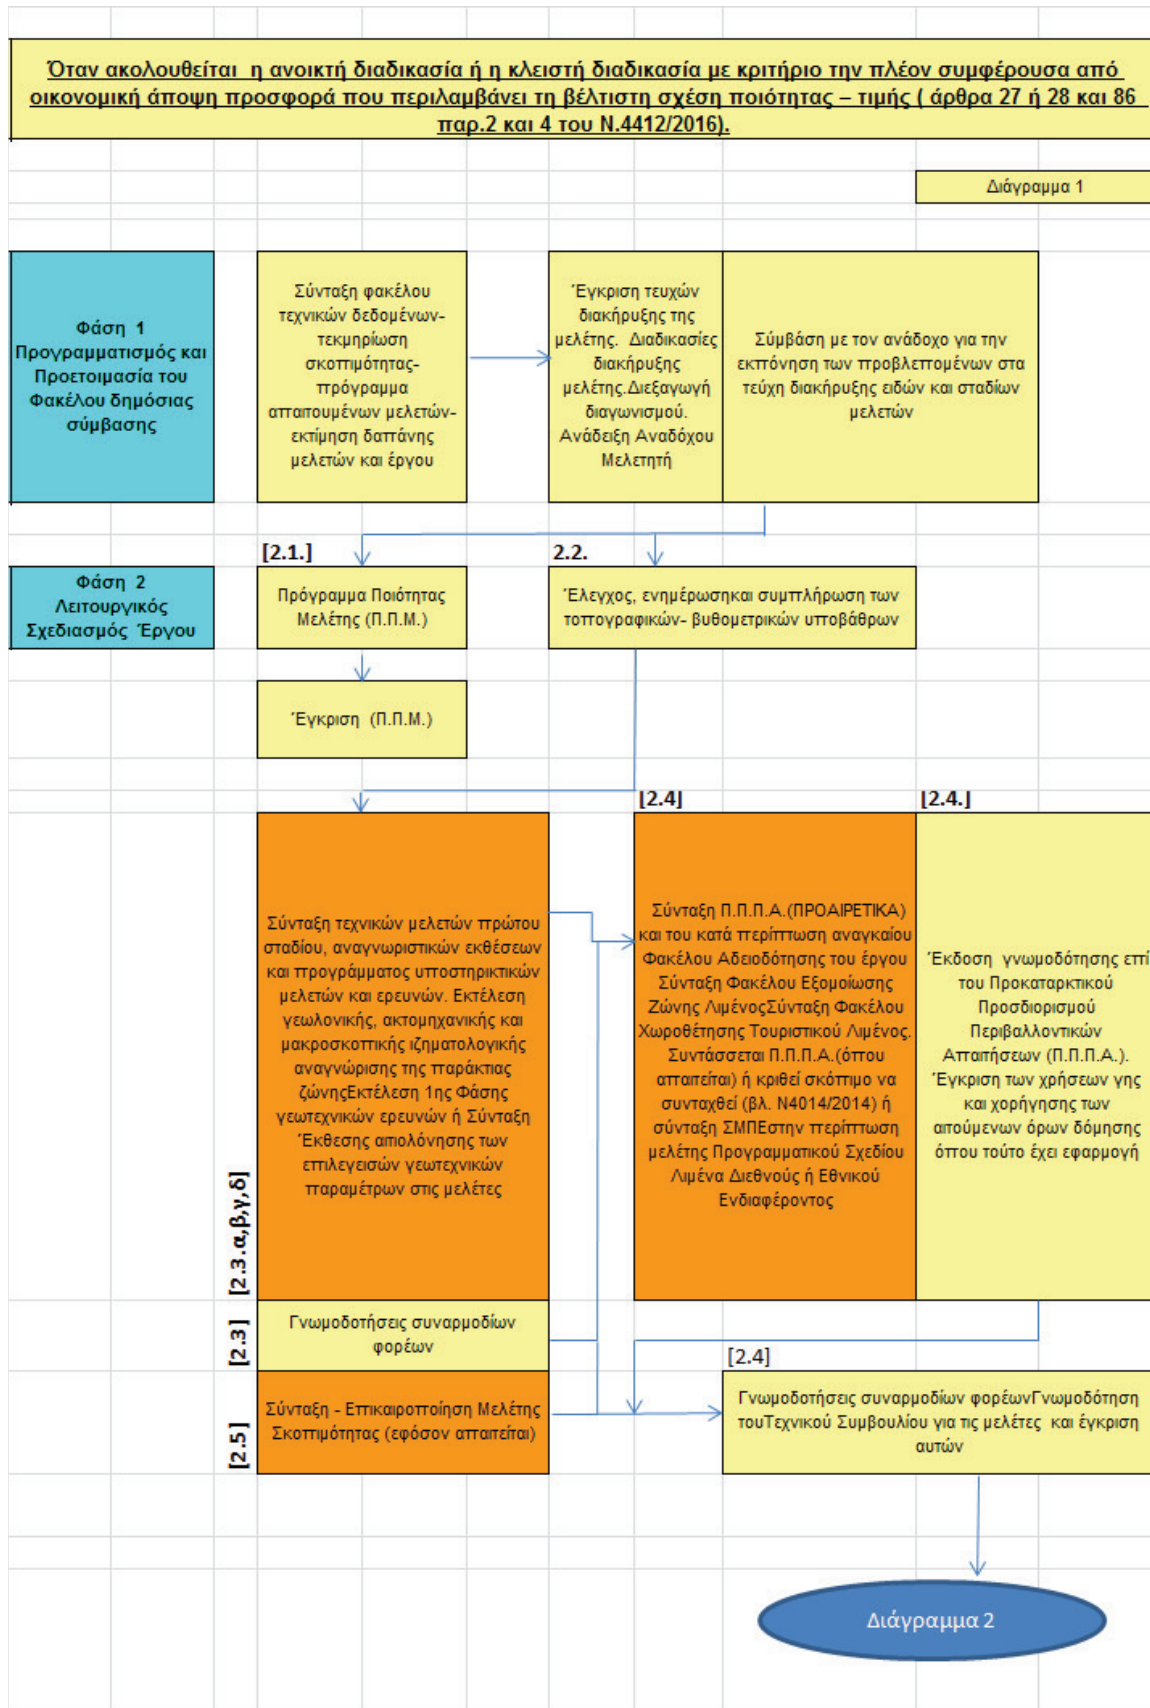 Όταν ακολουθείται η ανοικτή διαδικασία ή η κλειστή διαδικασία με κριτήριο την πλέον συμφέρουσα από
οικονομική άποψη προσφορά που περιλαμβάνει τη βέλτιστη σχέση ποιότητας – τιμής ( άρθρα 27 ή 28 και 86
παρ.2 και 4 του Ν.4412/2016).
Διάγραμμα 1
Φάση 1
Προγραμματισμός και
Προετοιμασία του
Φακέλου δημόσιας
σύμβασης
Σύνταξη φακέλου
τεχνικών δεδομένων-
τεκμηρίωση
σκοπιμότητας-
πρόγραμμα
απαιτουμένων μελετών-
εκτίμηση δαπάνης
μελετών και έργου
Έγκριση τευχών
διακήρυξης της
μελέτης. Διαδικασίες
διακήρυξης
μελέτης.Διεξαγωγή
διαγωνισμού.
Ανάδειξη Αναδόχου
Μελετητή
Σύμβάση με τον ανάδοχο για την
εκπόνηση των προβλεπομένων στα
τεύχη διακήρυξης ειδών και σταδίων
μελετών
[2.1.]
2.2.
Φάση 2
Λειτουργικός
Σχεδιασμός Έργου
Πρόγραμμα Ποιότητας
Μελέτης (Π.Π.Μ.)
Έλεγχος, ενημέρωσηκαι συμπλήρωση των
τοπογραφικών- βυθομετρικών υποβάθρων
Έγκριση (Π.Π.Μ.)
[2.4]
[2.4.]
[2.3.α,β,γ,δ]
Σύνταξη τεχνικών μελετών πρώτου
σταδίου, αναγνωριστικών εκθέσεων
και προγράμματος υποστηρικτικών
μελετών και ερευνών. Εκτέλεση
γεωλονικής, ακτομηχανικής και
μακροσκοπικής ιζηματολογικής
αναγνώρισης της παράκτιας
ζώνηςΕκτέλεση 1ης Φάσης
γεωτεχνικών ερευνών ή Σύνταξη
Έκθεσης αιτιολόνησης των
επιλεγεισών γεωτεχνικών
παραμέτρων στις μελέτες
Σύνταξη Π.Π.Π.Α.(ΠΡΟΑΙΡΕΤΙΚΑ)
και του κατά περίπτωση αναγκαίου
Φακέλου Αδειοδότησης του έργου
Σύνταξη Φακέλου Εξομοίωσης
Ζώνης ΛιμένοςΣύνταξη Φακέλου
Χωροθέτησης Τουριστικού Λιμένος.
Συντάσσεται Π.Π.Π.Α.(όπου
απαιτείται) ή κριθεί σκόπιμο να
συνταχθεί (βλ. Ν4014/2014) ή
σύνταξη ΣΜΠΕστην περίπτωση
μελέτης Προγραμματικού Σχεδίου
Λιμένα Διεθνούς ή Εθνικού
Ενδιαφέροντος
Έκδοση γνωμοδότησης επί
του Προκαταρκτικού
Προσδιορισμού
Περιβαλλοντικών
Απαιτήσεων (Π.Π.Π.Α.).
Έγκριση των χρήσεων γης
και χορήγησης των
αιτούμενων όρων δόμησης
όπου τούτο έχει εφαρμογή
[2.3]
Γνωμοδοτήσεις συναρμοδίων
φορέων
[2.4]
[2.5]
Σύνταξη - Επικαιροποίηση Μελέτης
Σκοπιμότητας (εφόσον απαιτείται)
Γνωμοδοτήσεις συναρμοδίων φορέωνΓνωμοδότηση
τουΤεχνικού Συμβουλίου για τις μελέτες και έγκριση
αυτών
Διάγραμμα 2